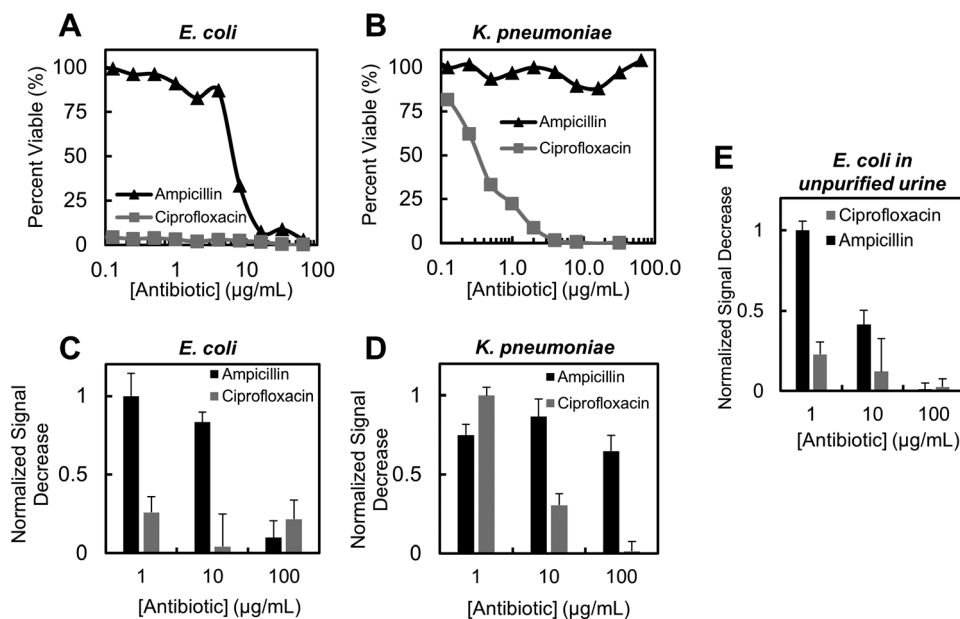 A
E. coli
Percent Viable (%)
100
75
50
25
0
Ampicillin
Ciprofloxacin
0.1
1
10
100
[Antibiotic] (µg/mL)
B
K. pneumoniae
Percent Viable (%)
100
75
50
25
0
Ampicillin
Ciprofloxacin
0.1
1.0
10.0
100.0
[Antibiotic] (µg/mL)
C
E. coli
Normalized Signal
Decrease
1
0.5
0
Ampicillin
Ciprofloxacin
1
10
100
[Antibiotic] (µg/mL)
D
K. pneumoniae
Normalized Signal
Decrease
1
0.5
0
Ampicillin
Ciprofloxacin
1
10
100
[Antibiotic] (µg/mL)
E
E. coli in
unpurified urine
Normalized Signal Decrease
1
0.5
0
Ciprofloxacin
Ampicillin
1
10
100
[Antibiotic] (µg/mL)